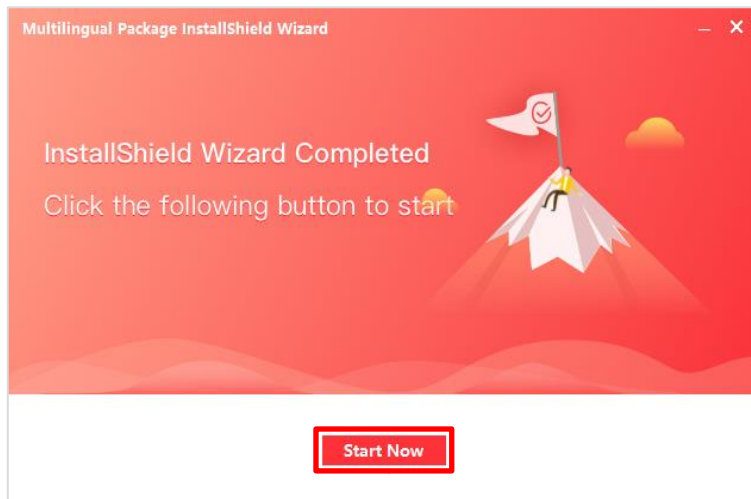 Multilingual Package InstallShield Wizard
InstallShield Wizard Completed
Click the following button to start
Start Now